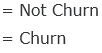 = Not Churn
= Churn